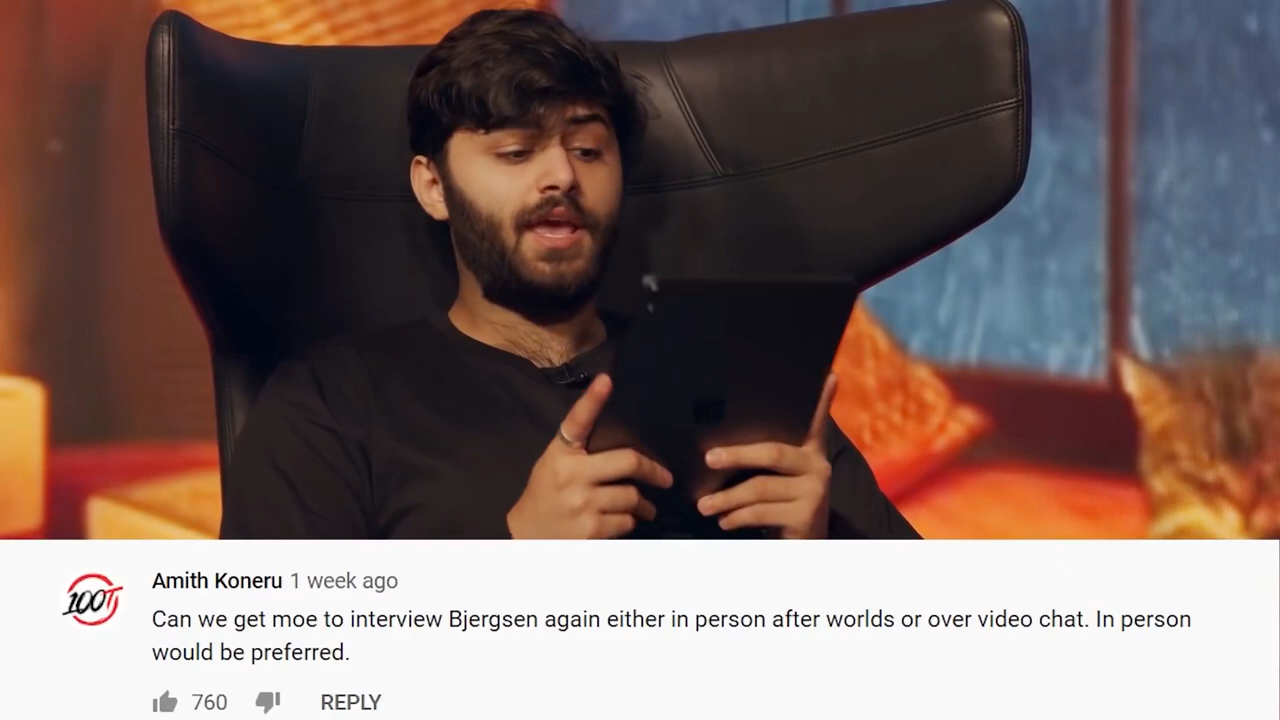 100T
Amith Koneru 1 week ago
Can we get moe to interview Bjergsen again either in person after worlds or over video chat. In person
would be preferred.
760 REPLY